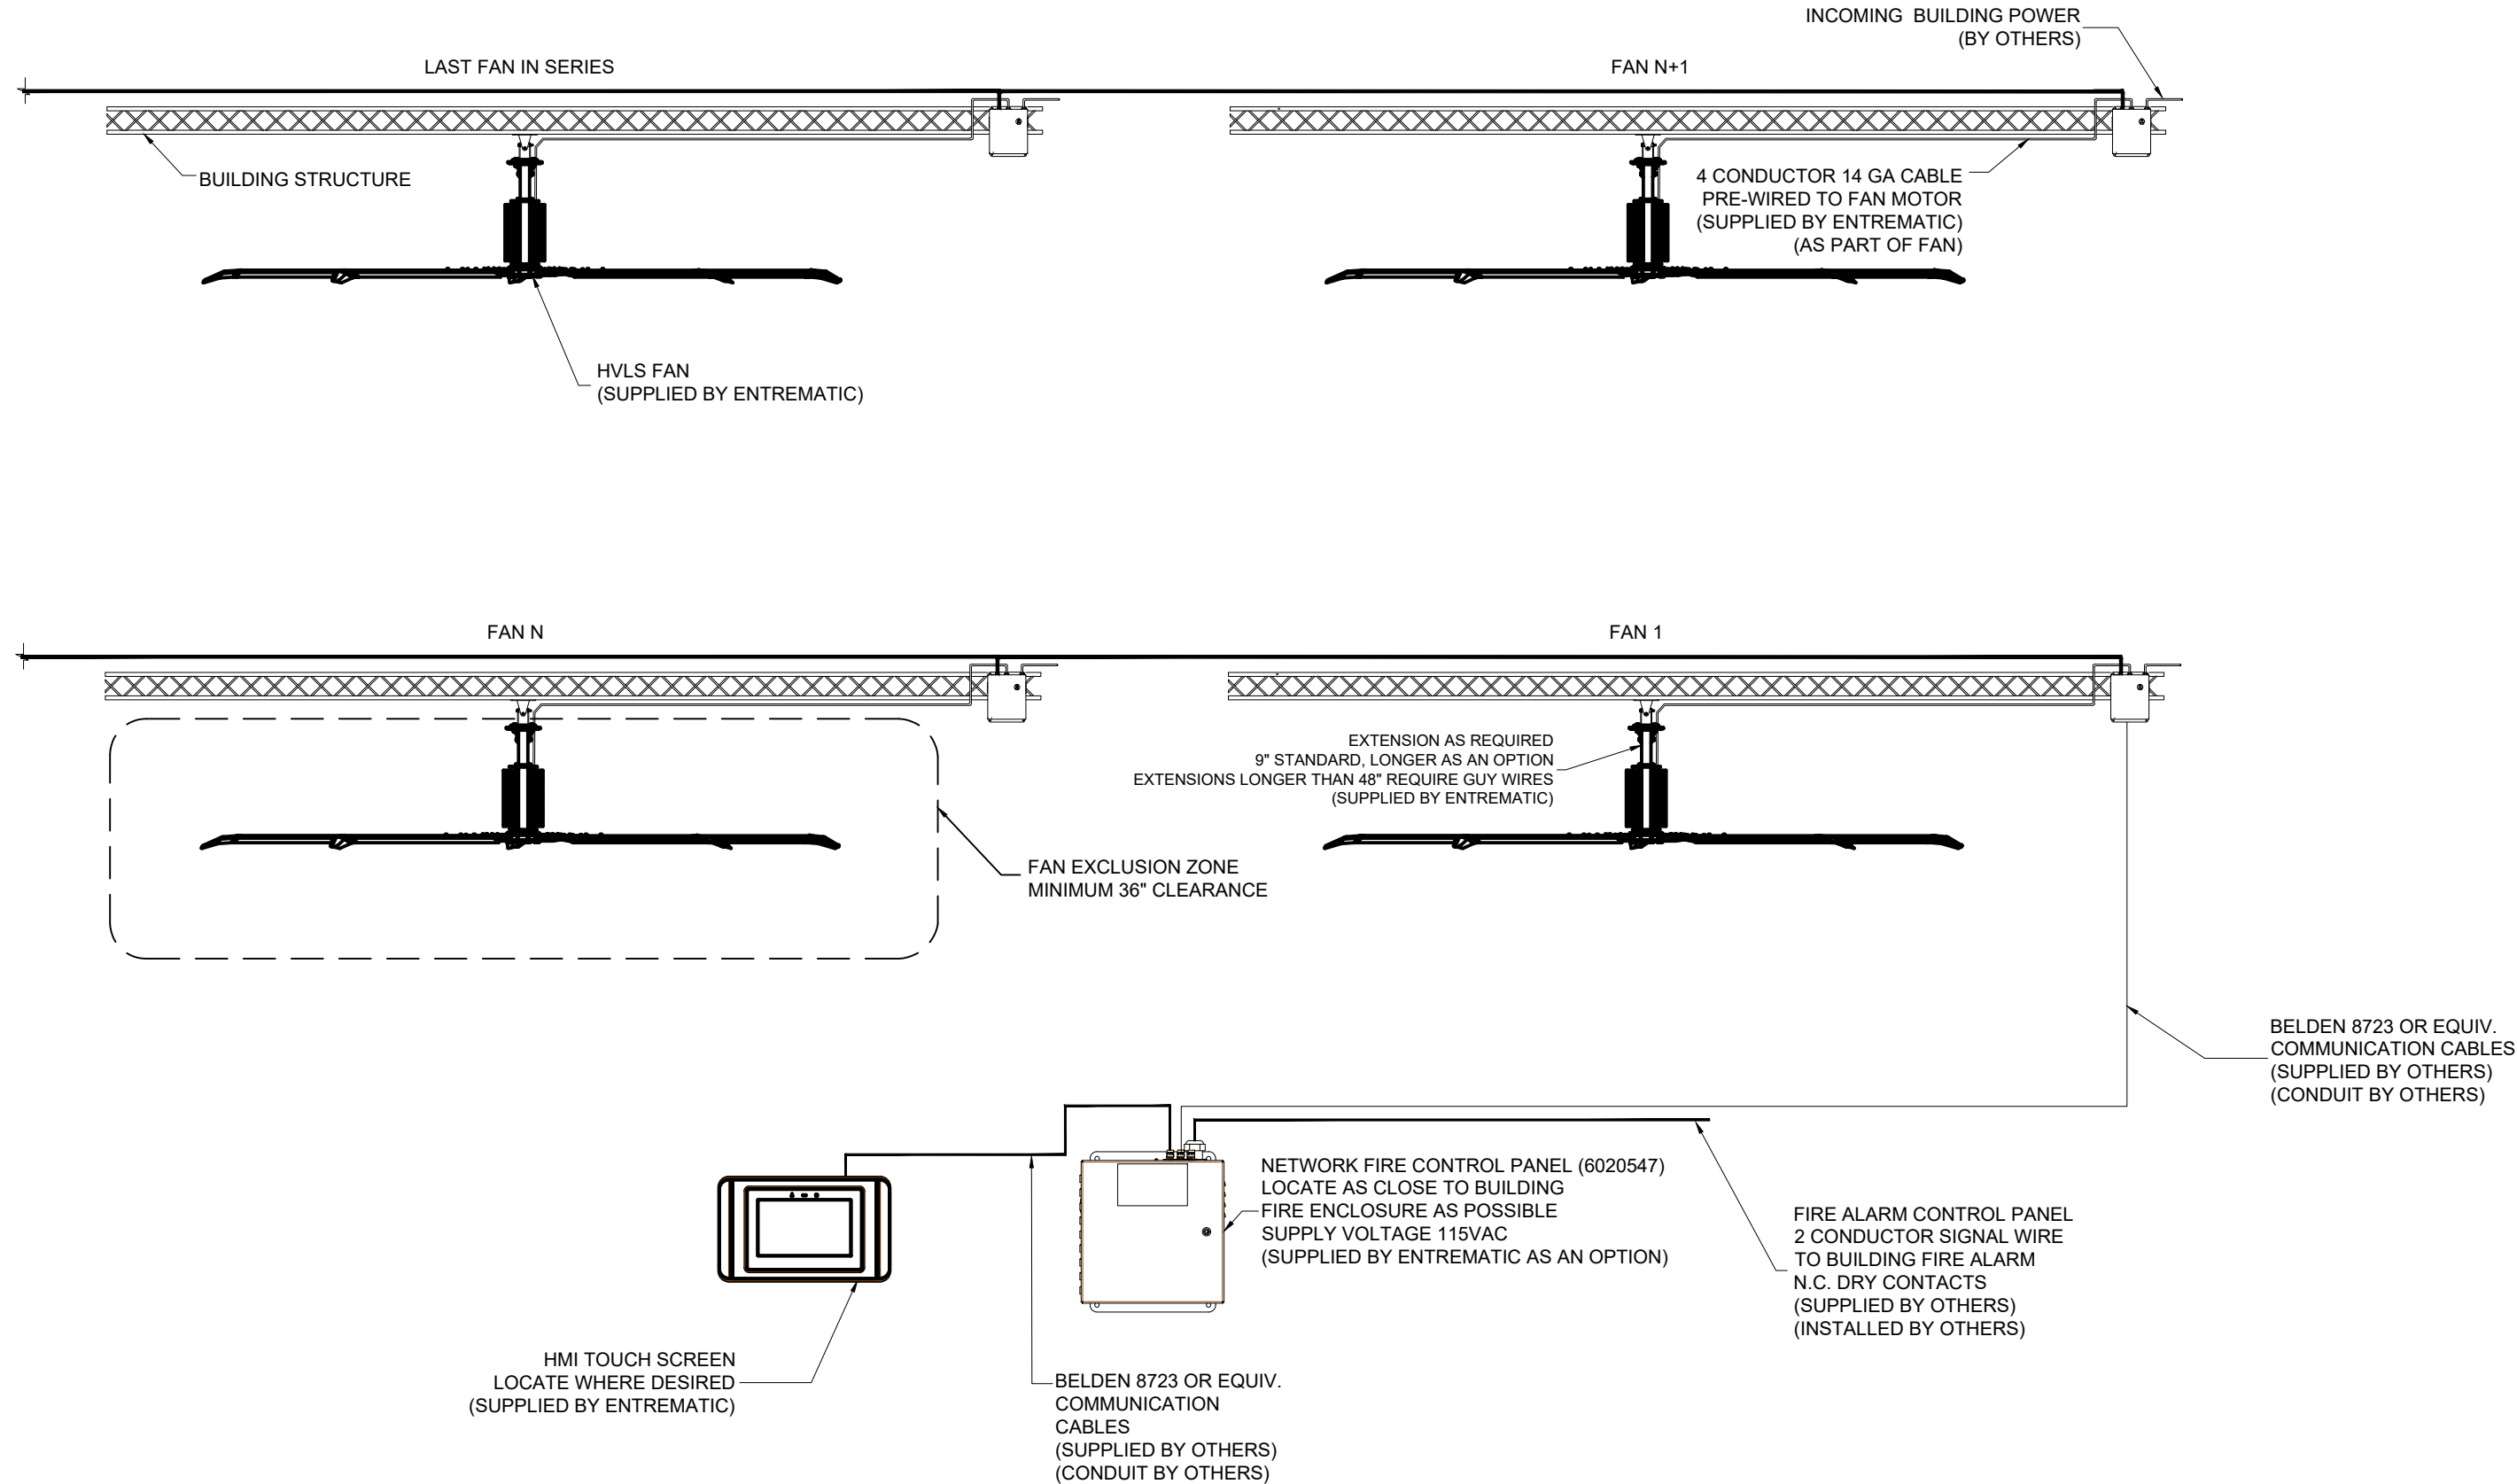 INCOMING  BUILDING POWER
(BY OTHERS)
LAST FAN IN SERIES
FAN N+1
BUILDING STRUCTURE
4 CONDUCTOR 14 GA CABLE
PRE-WIRED TO FAN MOTOR
(SUPPLIED BY ENTREMATIC)
(AS PART OF FAN)
HVLS FAN
(SUPPLIED BY ENTREMATIC)
FAN N
FAN 1
EXTENSION AS REQUIRED
9" STANDARD, LONGER AS AN OPTION
EXTENSIONS LONGER THAN 48" REQUIRE GUY WIRES
(SUPPLIED BY ENTREMATIC)
FAN EXCLUSION ZONE
MINIMUM 36" CLEARANCE
BELDEN 8723 OR EQUIV.
COMMUNICATION CABLES
(SUPPLIED BY OTHERS)
(CONDUIT BY OTHERS)
NETWORK FIRE CONTROL PANEL (6020547)
LOCATE AS CLOSE TO BUILDING
FIRE ENCLOSURE AS POSSIBLE
SUPPLY VOLTAGE 115VAC
(SUPPLIED BY ENTREMATIC AS AN OPTION)
FIRE ALARM CONTROL PANEL
2 CONDUCTOR SIGNAL WIRE
TO BUILDING FIRE ALARM
N.C. DRY CONTACTS
(SUPPLIED BY OTHERS)
(INSTALLED BY OTHERS)
HMI TOUCH SCREEN
LOCATE WHERE DESIRED
(SUPPLIED BY ENTREMATIC)
BELDEN 8723 OR EQUIV.
COMMUNICATION
CABLES
(SUPPLIED BY OTHERS)
(CONDUIT BY OTHERS)